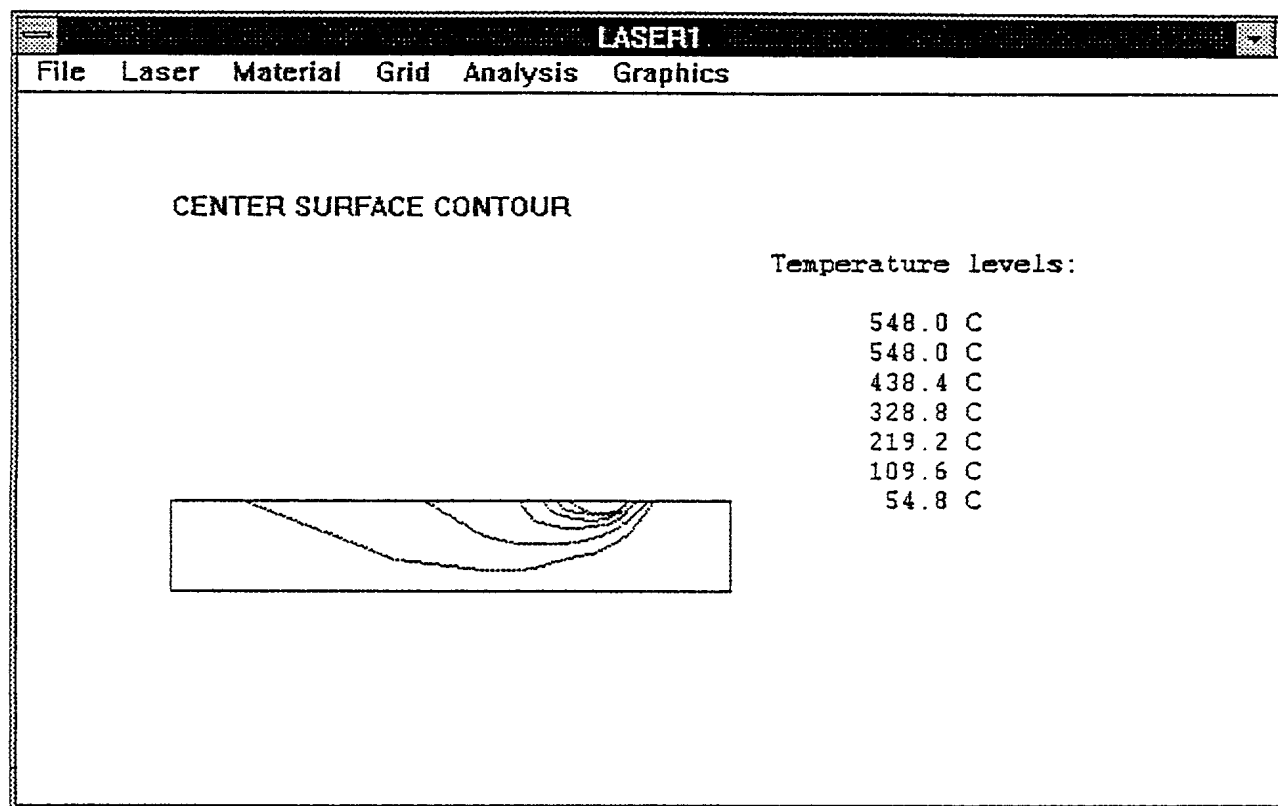 LASER1
File Laser Material Grid Analysis Graphics
CENTER SURFACE CONTOUR
Temperature levels:
548.0 C
548.0 C
438.4 C
328.8 C
219.2 C
109.6 C
54.8 C